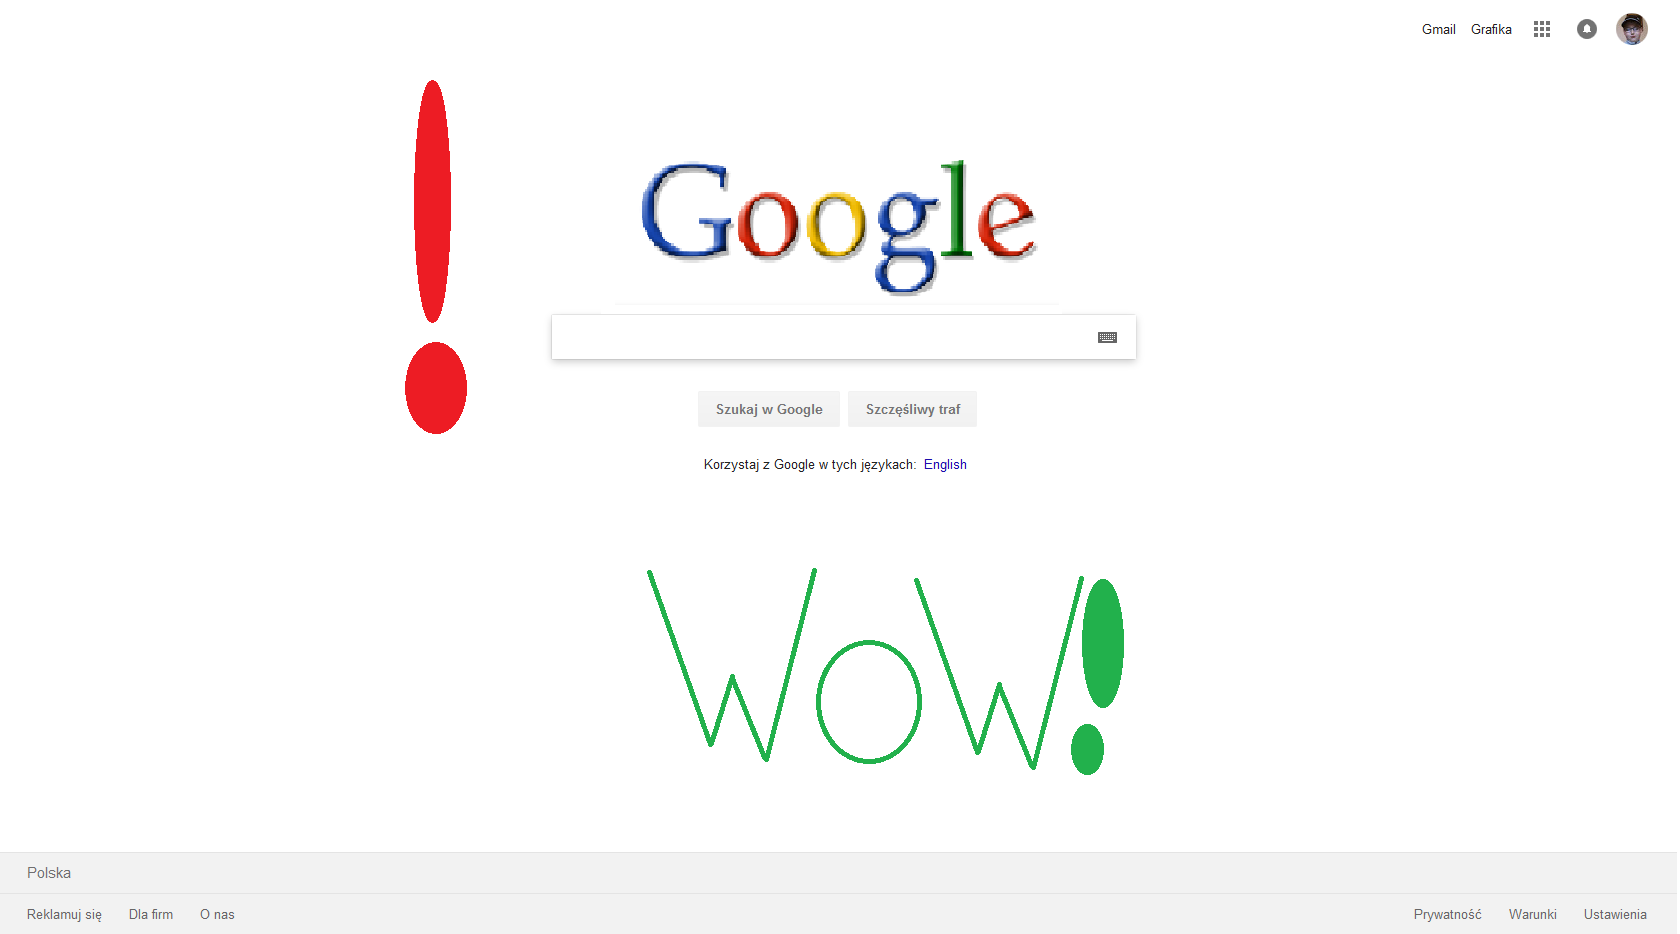 Gmail Grafika
!
Google
Szukaj w Google Szczęśliwy traf
Korzystaj z Google w tych językach: English
WoW!
Polska
Reklamuj się Dla firm O nas Prywatność Warunki Ustawienia